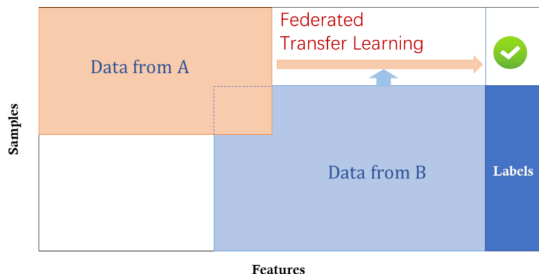 Federated
Transfer Learning
Data from A
Samples
Data from B
Labels
Features